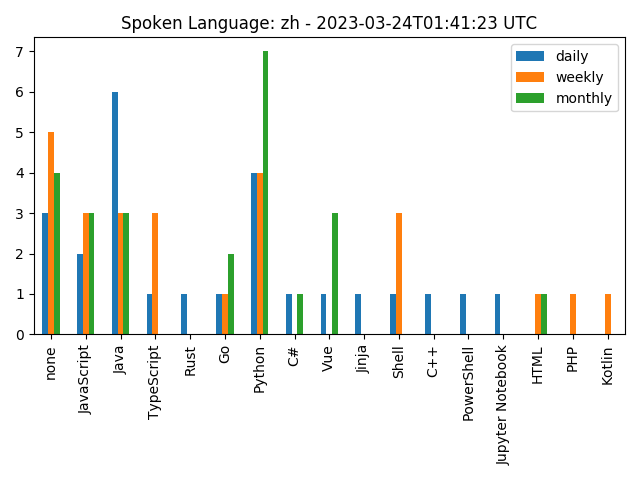 Spoken Language: zh - 2023-03-24T01:41:23 UTC
daily
weekly
monthly
7
6
5
4
3
2
1
0
none
JavaScript
Java
TypeScript
Rust
Go
Python
C#
Vue
Jinja
Shell
C++
PowerShell
Jupyter Notebook
HTML
PHP
Kotlin